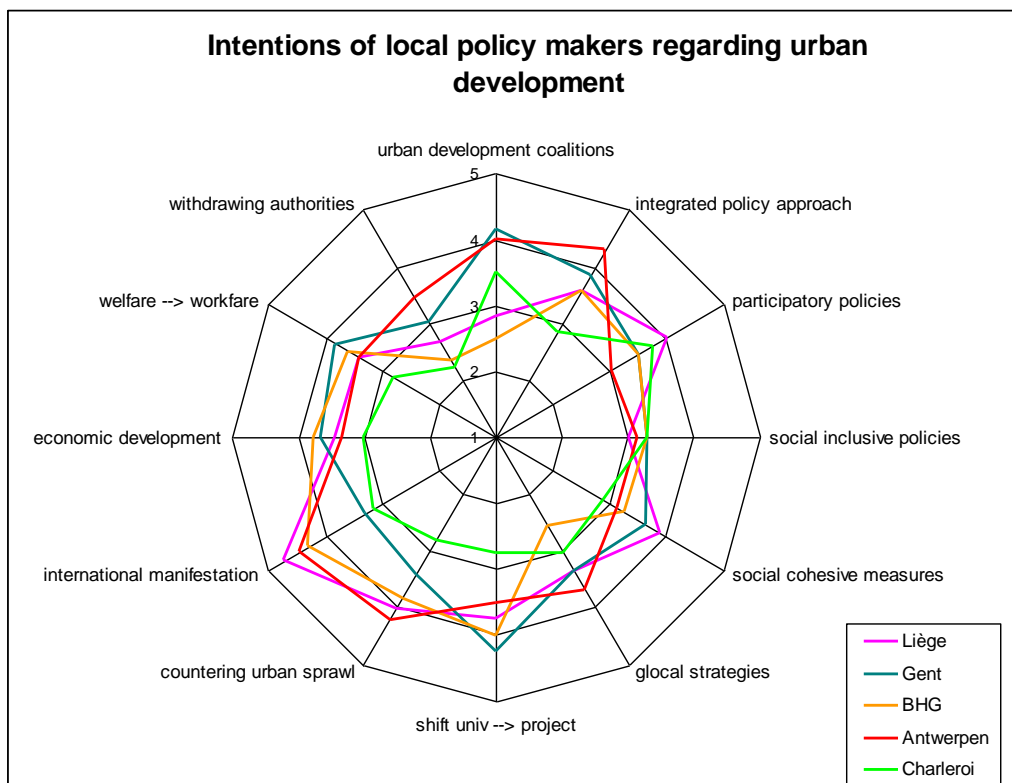 Intentions of local policy makers regarding urban
development
urban development coalitions
5
withdrawing authorities
integrated policy approach
4
welfare --> workfare
participatory policies
3
2
economic development
1
social inclusive policies
international manifestation
social cohesive measures
countering urban sprawl
glocal strategies
shift univ --> project
Liège
Gent
BHG
Antwerpen
Charleroi